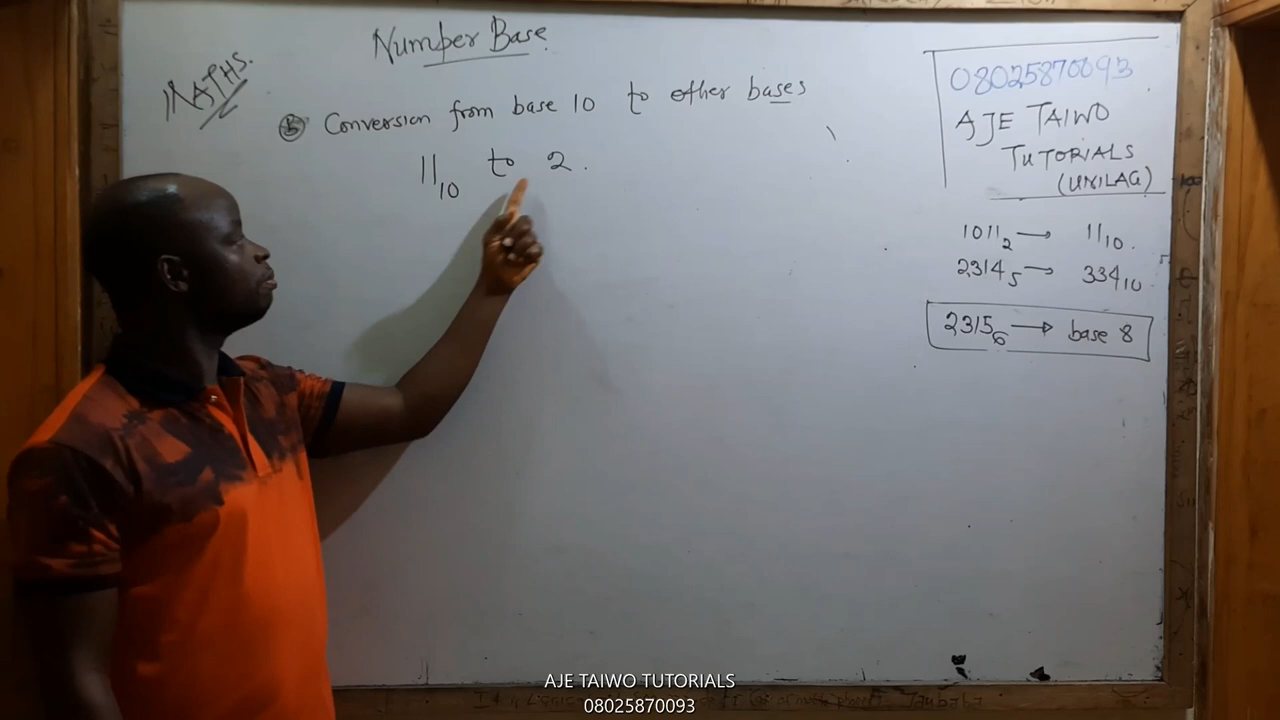 Number Base
MATHS.
(b) Conversion from base 10 to other bases
11₁₀ to 2.
08025870093
AJE TAIWO
TUTORIALS
(UNILAG)
1011₂ → 11₁₀.
2314₅ → 334₁₀
2315₆ → base 8
AJE TAIWO TUTORIALS
08025870093